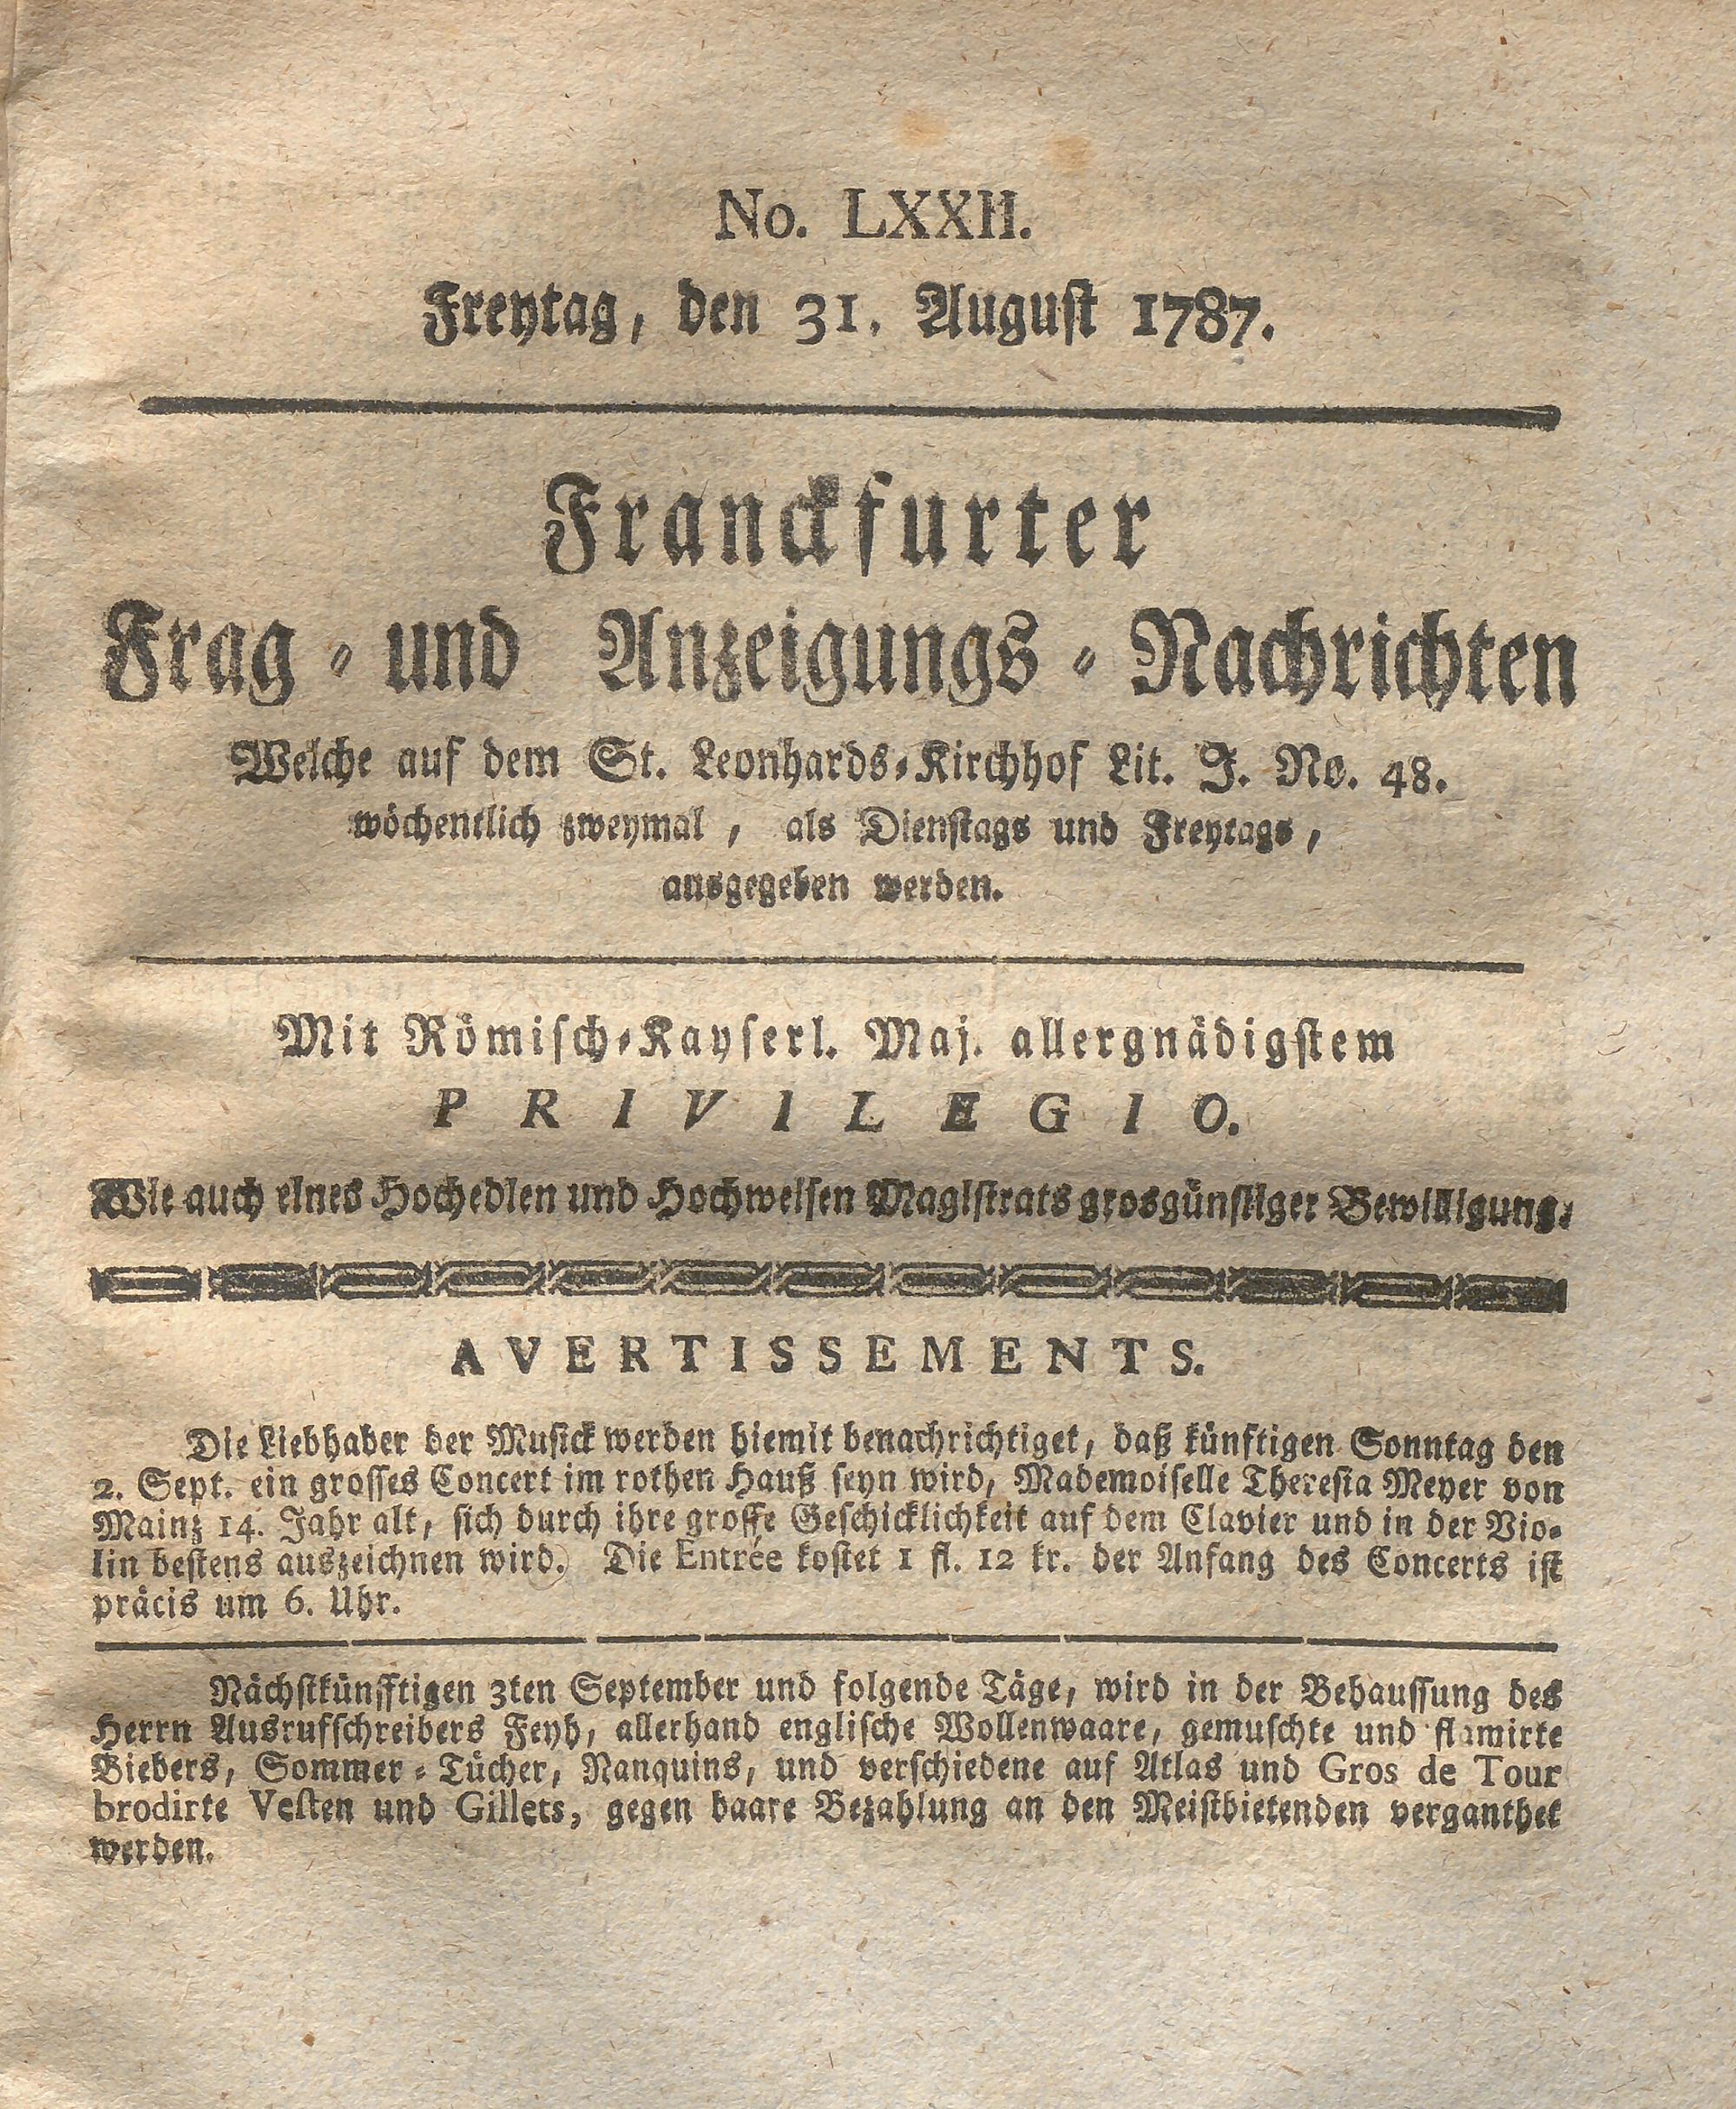 No. LXXII.
Freytag, den 31. August 1787.
Franckfurter
Frag- und Anzeigungs-Nachrichten
Welche auf dem St. Leonhards-Kirchhof Lit. J. No. 48.
wöchentlich zweymal, als Dienstags und Freytags,
ausgegeben werden.
Mit Römisch-Kayserl. Maj. allergnädigstem
PRIVILEGIO.
Wie auch eines Hochedlen und Hochweisen Magistrats grosgünstiger Bewilligung.
AVERTISSEMENTS.
Die Liebhaber der Musick werden hiemit benachrichtiget, daß künftigen Sonntag den
2. Sept. ein grosses Concert im rothen Hauß seyn wird, Mademoiselle Theresia Meyer von
Mainz 14. Jahr alt, sich durch ihre grosse Geschicklichkeit auf dem Clavier und in der Vio-
lin bestens auszeichnen wird. Die Entrée kostet 1 fl. 12 kr. der Anfang des Concerts ist
präcis um 6. Uhr.
Nächstkünfftigen 3ten September und folgende Täge, wird in der Behaussung des
Herrn Ausrufschreibers Feyh, allerhand englische Wollenwaare, gemuschte und flamirte
Biebers, Sommer-Tücher, Nanquins, und verschiedene auf Atlas und Gros de Tour
brodirte Vesten und Gillets, gegen baare Bezahlung an den Meistbietenden verganthet
werden.